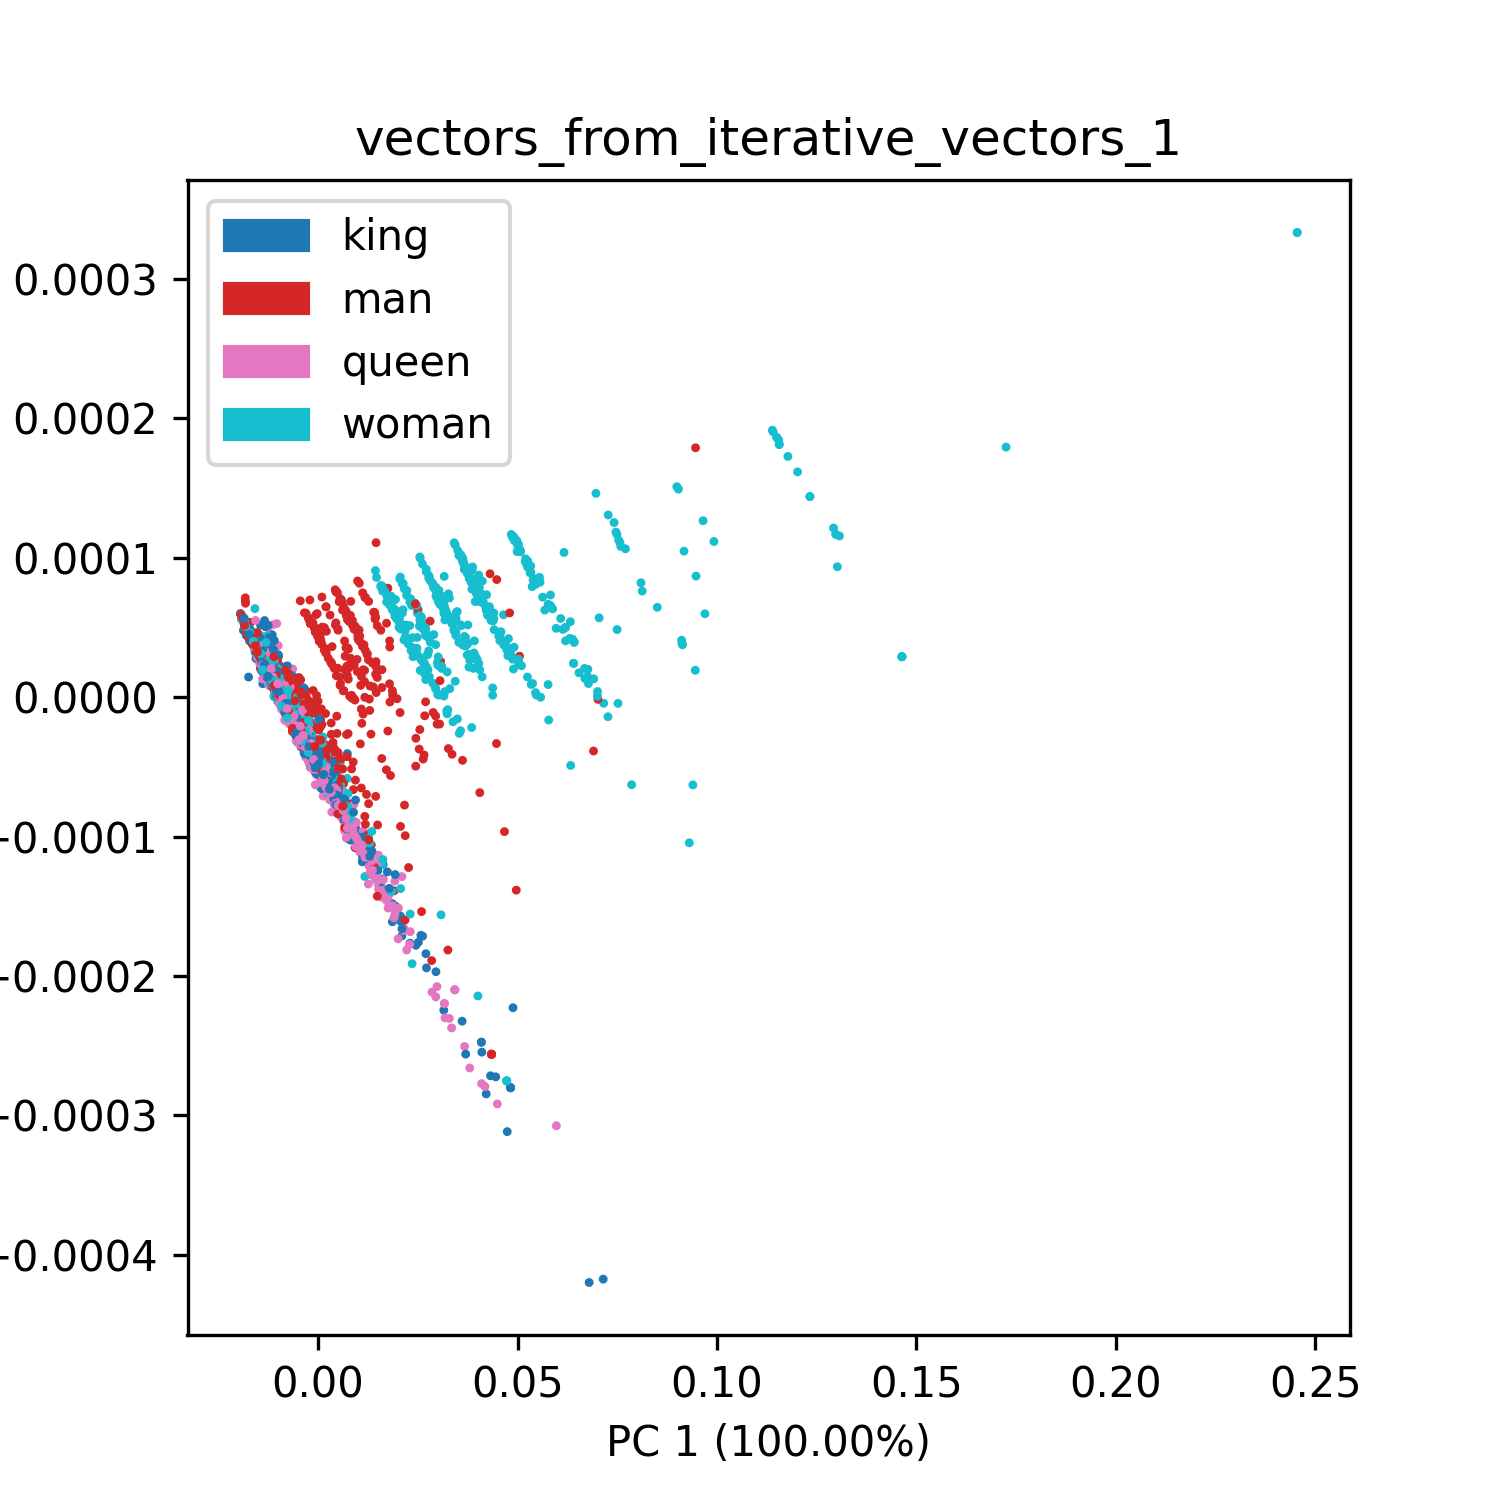 vectors_from_iterative_vectors_1
king
man
queen
woman
0.0003
0.0002
0.0001
0.0000
-0.0001
-0.0002
-0.0003
-0.0004
0.00 0.05 0.10 0.15 0.20 0.25
PC 1 (100.00%)